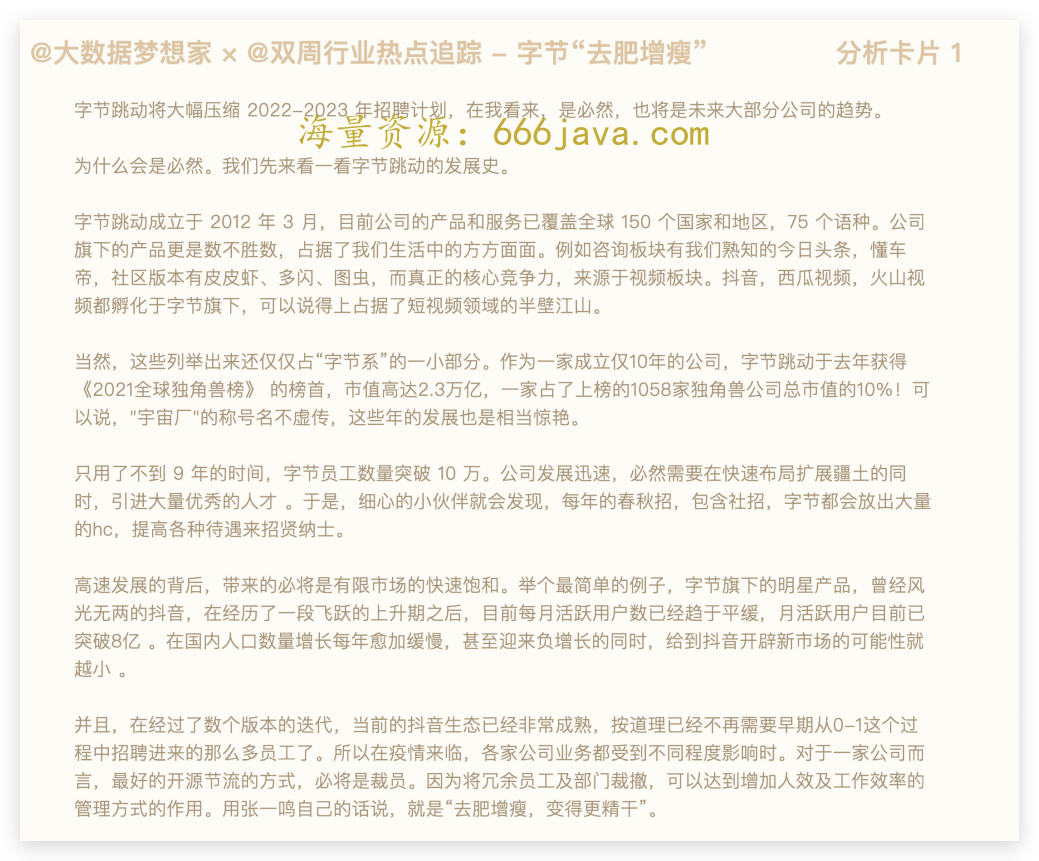 @大数据梦想家 × @双周行业热点追踪 – 字节“去肥增瘦”
分析卡片 1
字节跳动将大幅压缩 2022–2023 年招聘计划，在我看来，是必然，也将是未来大部分公司的趋势。
海量资源：666java.com
为什么会是必然。我们先来看一看字节跳动的发展史。
字节跳动成立于 2012 年 3 月，目前公司的产品和服务已覆盖全球 150 个国家和地区，75 个语种。公司
旗下的产品更是数不胜数，占据了我们生活中的方方面面。例如咨询板块有我们熟知的今日头条，懂车
帝，社区版本有皮皮虾、多闪、图虫，而真正的核心竞争力，来源于视频板块。抖音，西瓜视频，火山视
频都孵化于字节旗下，可以说得上占据了短视频领域的半壁江山。
当然，这些列举出来还仅仅占“字节系”的一小部分。作为一家成立仅10年的公司，字节跳动于去年获得
《2021全球独角兽榜》 的榜首，市值高达2.3万亿，一家占了上榜的1058家独角兽公司总市值的10%！可
以说，"宇宙厂"的称号名不虚传，这些年的发展也是相当惊艳。
只用了不到 9 年的时间，字节员工数量突破 10 万。公司发展迅速，必然需要在快速布局扩展疆土的同
时，引进大量优秀的人才 。于是，细心的小伙伴就会发现，每年的春秋招，包含社招，字节都会放出大量
的hc，提高各种待遇来招贤纳士。
高速发展的背后，带来的必将是有限市场的快速饱和。举个最简单的例子，字节旗下的明星产品，曾经风
光无两的抖音，在经历了一段飞跃的上升期之后，目前每月活跃用户数已经趋于平缓，月活跃用户目前已
突破8亿 。在国内人口数量增长每年愈加缓慢，甚至迎来负增长的同时，给到抖音开辟新市场的可能性就
越小 。
并且，在经过了数个版本的迭代，当前的抖音生态已经非常成熟，按道理已经不再需要早期从0–1这个过
程中招聘进来的那么多员工了。所以在疫情来临，各家公司业务都受到不同程度影响时。对于一家公司而
言，最好的开源节流的方式，必将是裁员。因为将冗余员工及部门裁撤，可以达到增加人效及工作效率的
管理方式的作用。用张一鸣自己的话说，就是“去肥增瘦，变得更精干”。